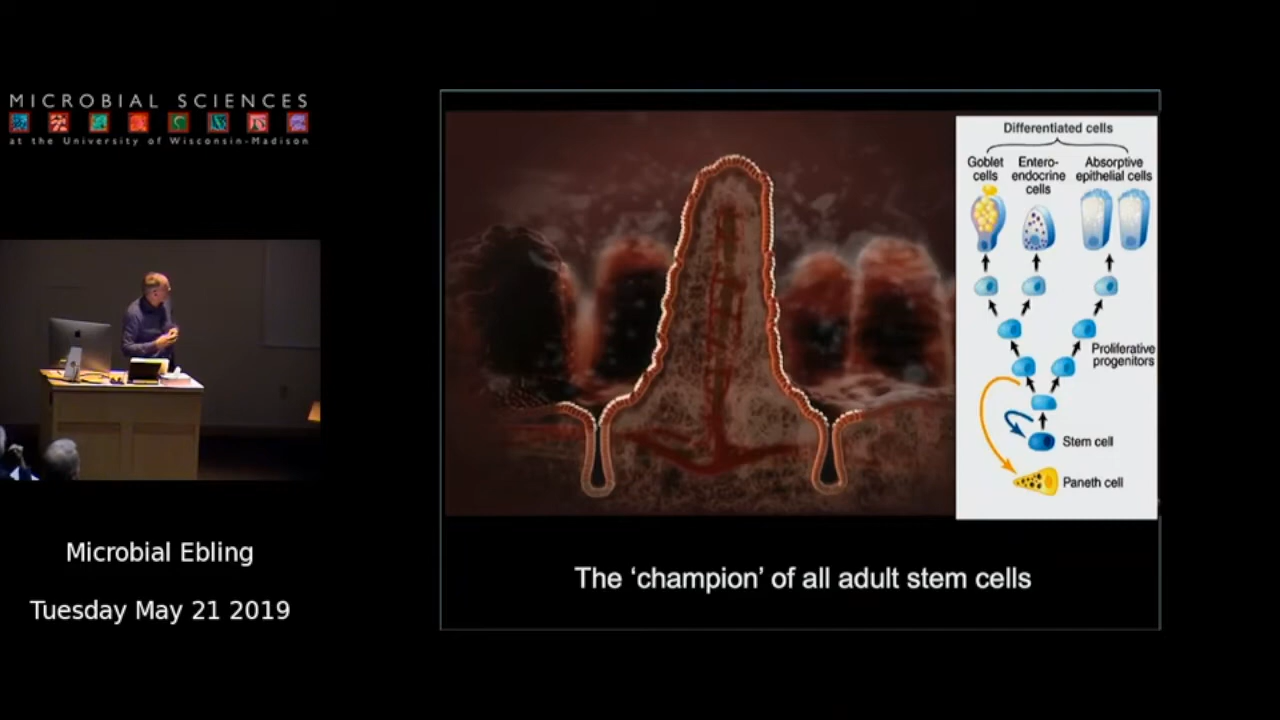 MICROBIAL SCIENCES
at the University of Wisconsin-Madison
Microbial Ebling
Tuesday May 21 2019
Differentiated cells
Goblet
cells
Entero-
endocrine
cells
Absorptive
epithelial cells
Proliferative
progenitors
Stem cell
Paneth cell
The ‘champion’ of all adult stem cells